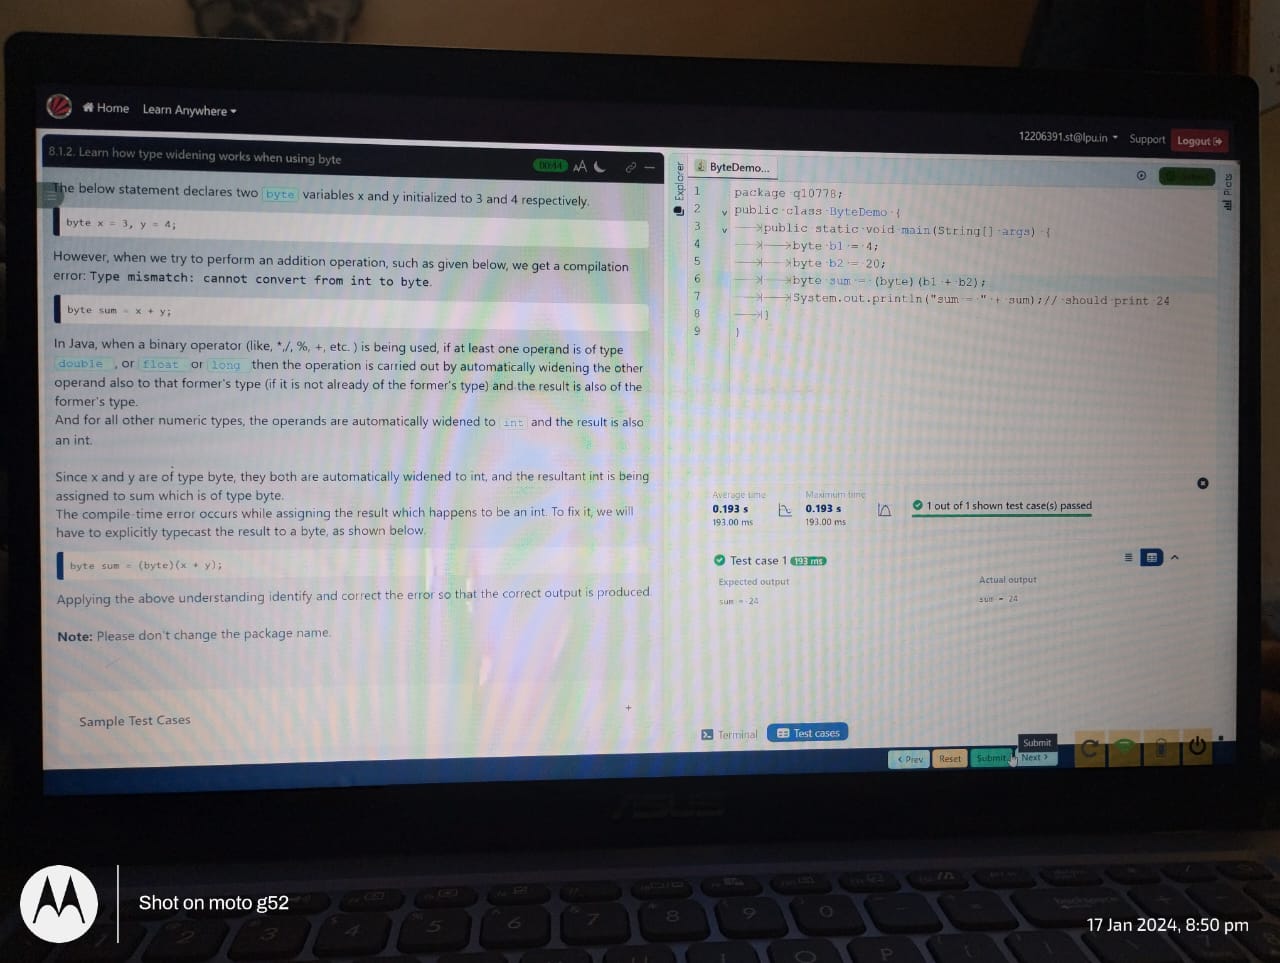 Home Learn Anywhere
12206391.st@lpu.in Support Logout
8.1.2. Learn how type widening works when using byte
00:44 AA
The below statement declares two byte variables x and y initialized to 3 and 4 respectively.
byte x = 3, y = 4;
However, when we try to perform an addition operation, such as given below, we get a compilation
error: Type mismatch: cannot convert from int to byte.
byte sum = x + y;
In Java, when a binary operator (like, *,/, %, +, etc. ) is being used, if at least one operand is of type
double , or float or long then the operation is carried out by automatically widening the other
operand also to that former's type (if it is not already of the former's type) and the result is also of the
former's type.
And for all other numeric types, the operands are automatically widened to int and the result is also
an int.
Since x and y are of type byte, they both are automatically widened to int, and the resultant int is being
assigned to sum which is of type byte.
The compile-time error occurs while assigning the result which happens to be an int. To fix it, we will
have to explicitly typecast the result to a byte, as shown below.
byte sum = (byte)(x + y);
Applying the above understanding identify and correct the error so that the correct output is produced.
Note: Please don't change the package name.
Sample Test Cases
+
Explorer
ByteDemo...
1 package q10778;
2 public class ByteDemo {
3 public static void main(String[] args) {
4 byte b1 = 4;
5 byte b2 = 20;
6 byte sum = (byte)(b1 + b2);
7 System.out.println("sum = " + sum);// should print 24
8 }
9 }
Average time Maximum time
0.193 s 0.193 s 1 out of 1 shown test case(s) passed
193.00 ms 193.00 ms
Test case 1 193 ms
Expected output Actual output
sum = 24 sum = 24
Terminal Test cases
Submit
< Prev Reset Submit Next >
ASUS
2 3 4 5 6 7 8 9 0
backspace
P
Shot on moto g52
17 Jan 2024, 8:50 pm